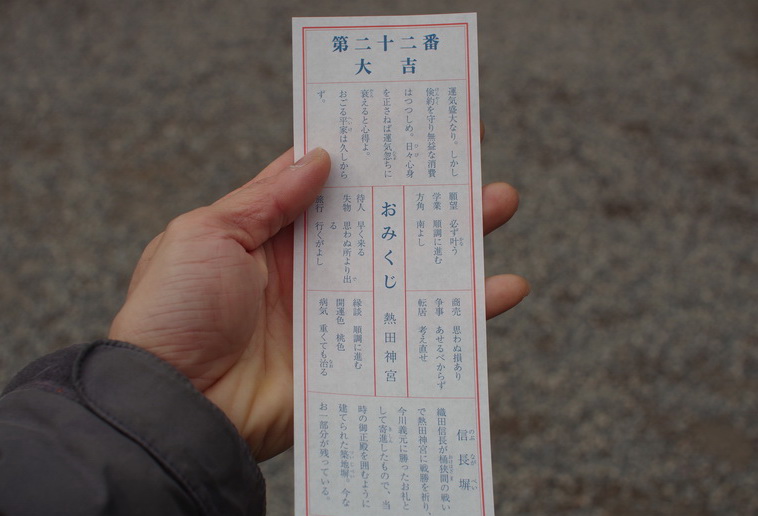 第二十二番
大吉
運気盛大なり。しかし
倹約を守り無益な消費
はつつしめ。日々心身
を正さねば運気忽ちに
衰えると心得よ。
おごる平家は久しから
ず。
願望 必ず叶う
学業 順調に進む
方角 南よし
商売 思わぬ損あり
争事 あせるべからず
転居 考え直せ
おみくじ 熱田神宮
待人 早く来る
失物 思わぬ所より出
る
旅行 行くがよし
縁談 順調に進む
開運色 桃色
病気 重くても治る
信長塀
織田信長が桶狭間の戦い
で熱田神宮に戦勝を祈り、
今川義元に勝ったお礼と
して寄進したもので、当
時の御正殿を囲むように
建てられた築地塀。今な
お一部分が残っている。